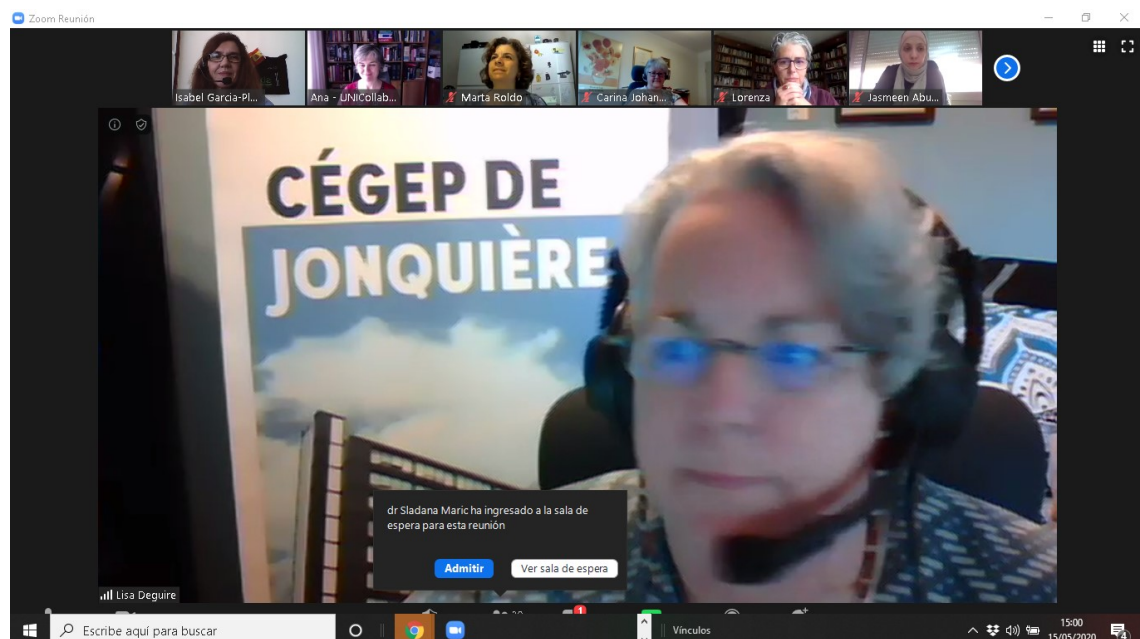 Zoom Reunión
Isabel Garcia-Pl...
Ana - UNICollab...
Marta Roldo
Carina Johan...
Lorenza
Jasmeen Abu...
CÉGEP DE
JONQUIÈRE
dr Sladana Maric ha ingresado a la sala de
espera para esta reunión
Admitir
Ver sala de espera
Lisa Deguire
1
Escribe aquí para buscar
Vínculos
15:00
15/05/2020
4